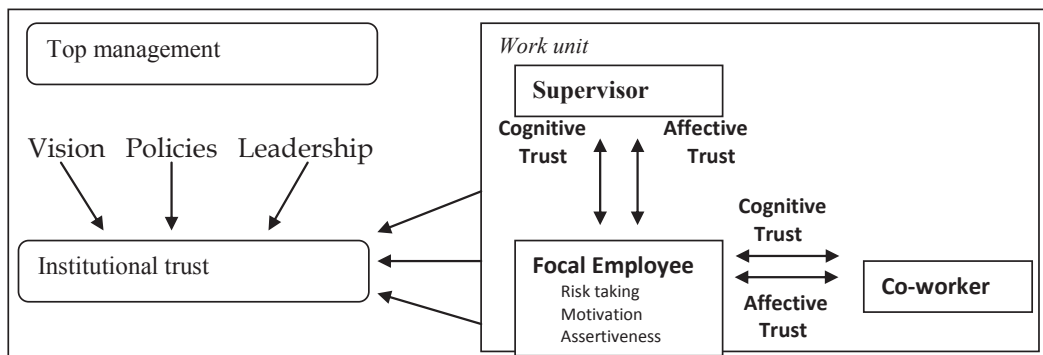 Top management
Vision Policies Leadership
Institutional trust
Work unit
Supervisor
Cognitive
Trust
Affective
Trust
Focal Employee
Risk taking
Motivation
Assertiveness
Cognitive
Trust
Affective
Trust
Co-worker